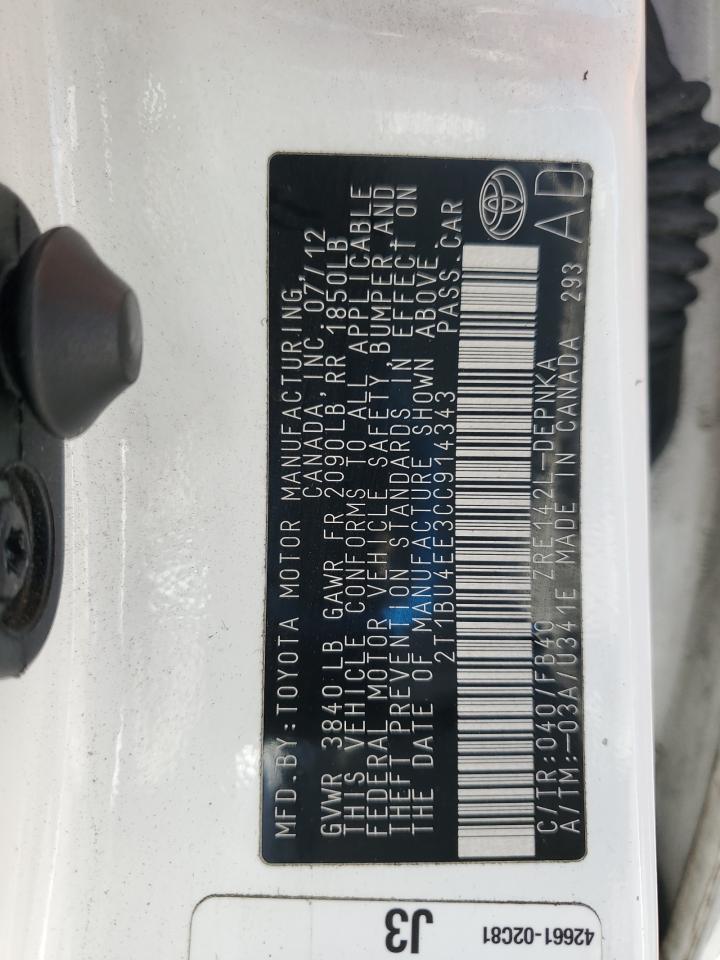 MFD.BY:TOYOTA MOTOR MANUFACTURING,
CANADA,INC 07/12
GVWR 3840LB GAWR FR 2090LB,RR 1850LB
THIS VEHICLE CONFORMS TO ALL APPLICABLE
FEDERAL MOTOR VEHICLE SAFETY, BUMPER AND
THEFT PREVENTION STANDARDS IN EFFECT ON
THE DATE OF MANUFACTURE SHOWN ABOVE.
2T1BU4EE3CC914343 PASS.CAR
C/TR:040/FB40 ZRE142L-DEPNKA
A/TM:-03A/U341E MADE IN CANADA 293
AD
J3
42661-02C81